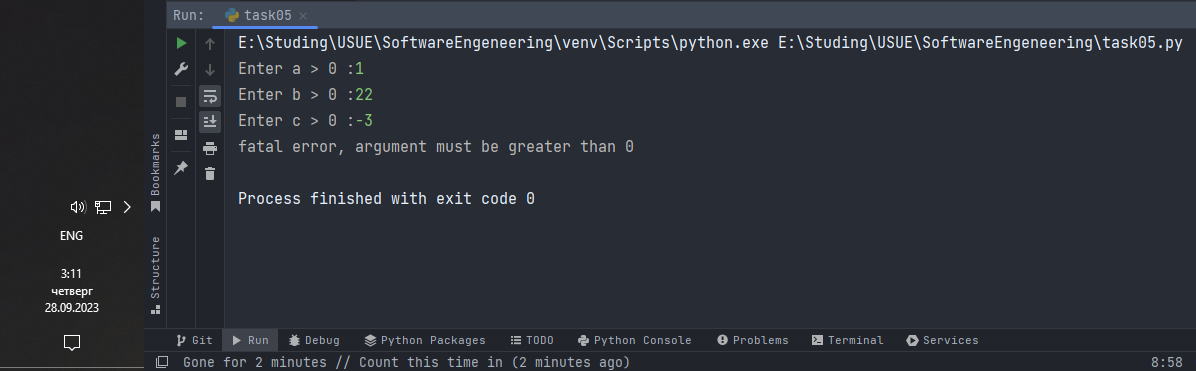 Run: task05
E:\Studing\USUE\SoftwareEngeneering\venv\Scripts\python.exe E:\Studing\USUE\SoftwareEngeneering\task05.py
Enter a > 0 :1
Enter b > 0 :22
Enter c > 0 :-3
fatal error, argument must be greater than 0
Process finished with exit code 0
Bookmarks
Structure
ENG
3:11
четверг
28.09.2023
Git Run Debug Python Packages TODO Python Console Problems Terminal Services
Gone for 2 minutes // Count this time in (2 minutes ago) 8:58